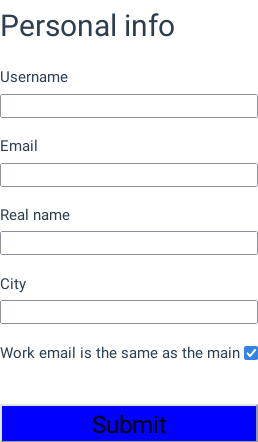 Personal info
Username
Email
Real name
City
Work email is the same as the main
Submit